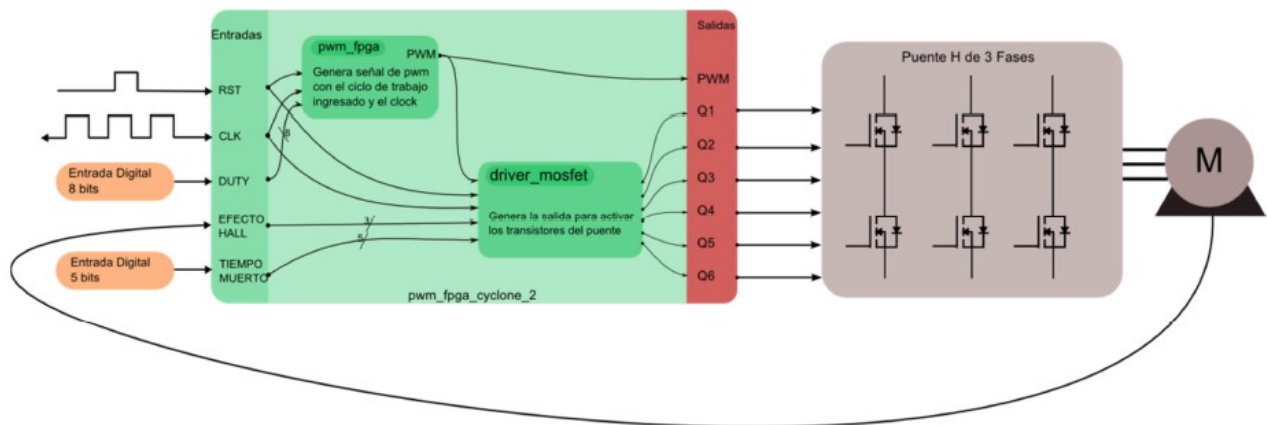 Entradas
RST
CLK
Entrada Digital
8 bits
DUTY
EFECTO
HALL
Entrada Digital
5 bits
TIEMPO
MUERTO
pwm_fpga
PWM
Genera señal de pwm
con el ciclo de trabajo
ingresado y el clock
8
3
5
driver_mosfet
Genera la salida para activar
los transistores del puente
pwm_fpga_cyclone_2
Salidas
PWM
Q1
Q2
Q3
Q4
Q5
Q6
Puente H de 3 Fases
M